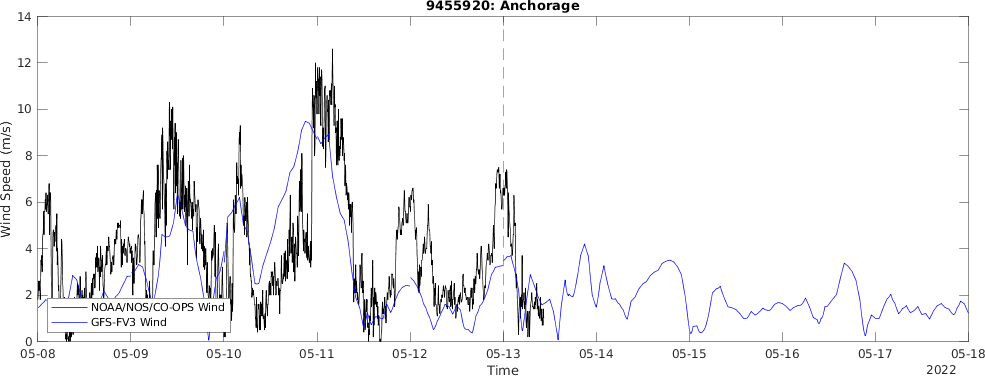 9455920: Anchorage
14
12
10
8
6
4
2
0
Wind Speed (m/s)
NOAA/NOS/CO-OPS Wind
GFS-FV3 Wind
05-08 05-09 05-10 05-11 05-12 05-13 05-14 05-15 05-16 05-17 05-18
Time
2022